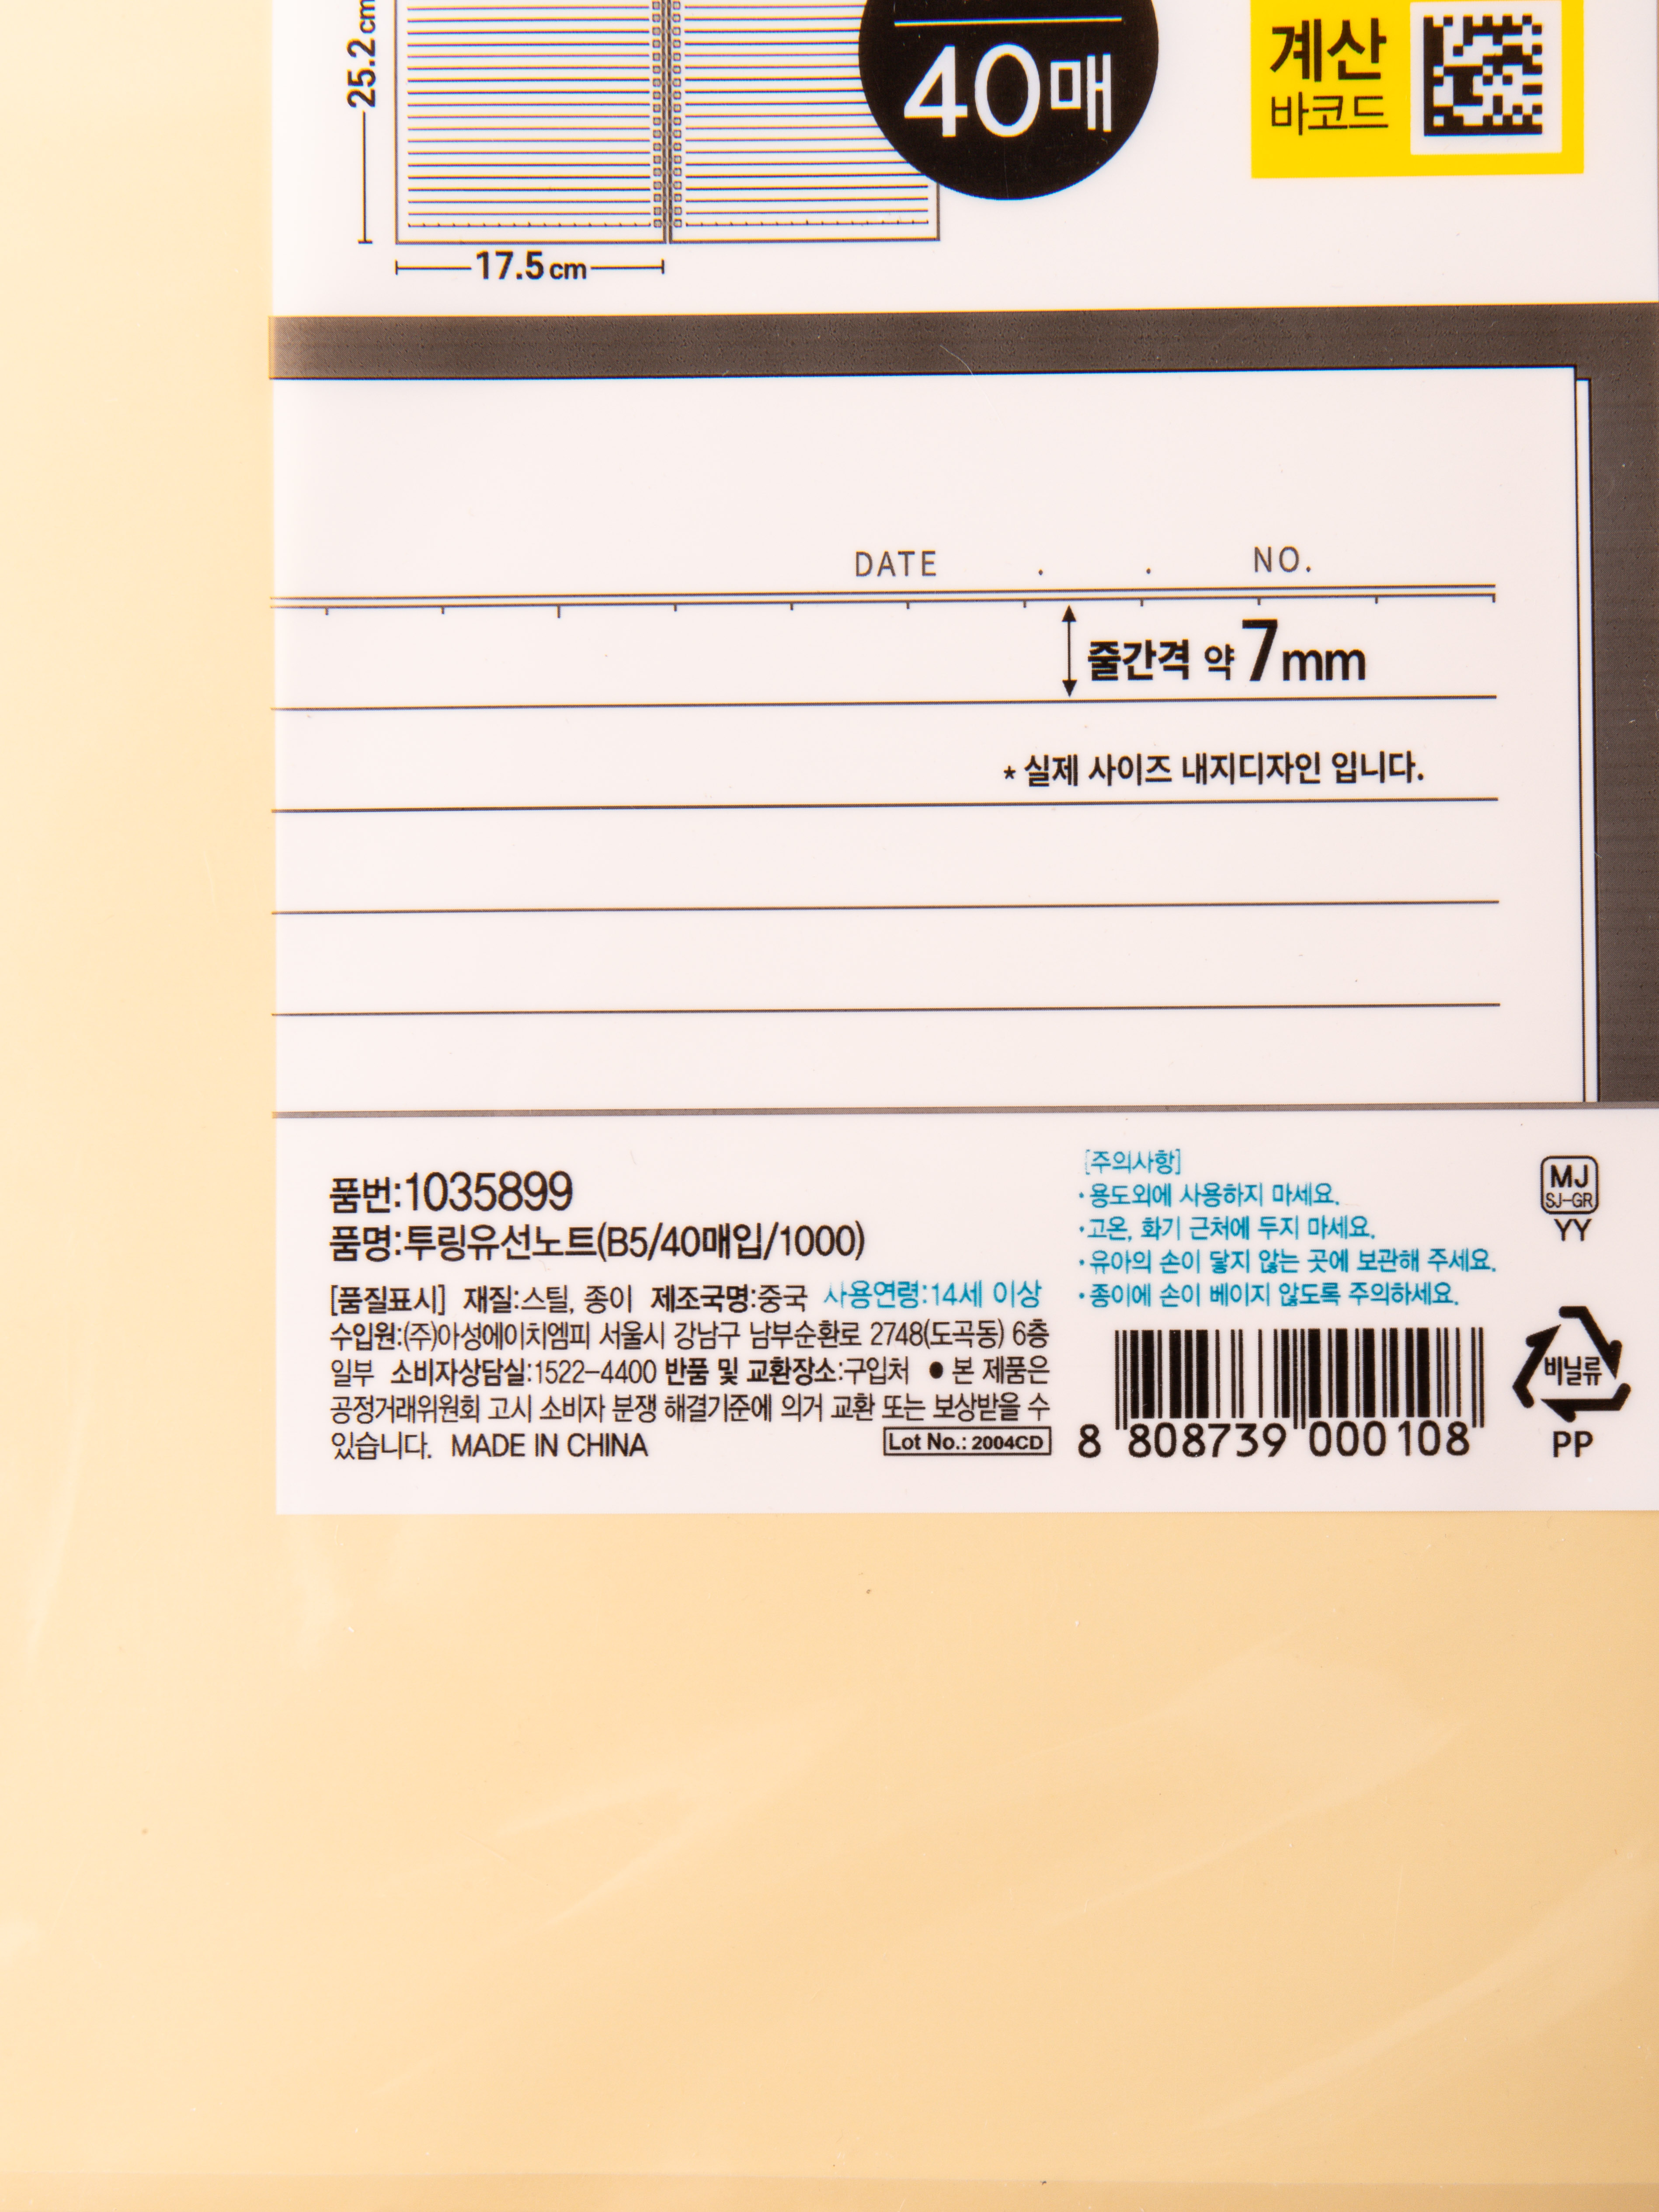 25.2cm
40매
계산
바코드
17.5cm
DATE . . NO.
줄간격 약 7mm
* 실제 사이즈 내지디자인 입니다.
품번:1035899
품명:투링유선노트(B5/40매입/1000)
[품질표시] 재질:스틸, 종이 제조국명:중국 사용연령:14세 이상
수입원:(주)아성에이치엠피 서울시 강남구 남부순환로 2748(도곡동) 6층
일부 소비자상담실:1522-4400 반품 및 교환장소:구입처 ● 본 제품은
공정거래위원회 고시 소비자 분쟁 해결기준에 의거 교환 또는 보상받을 수
있습니다. MADE IN CHINA
Lot No.: 2004CD
[주의사항]
·용도외에 사용하지 마세요.
·고온, 화기 근처에 두지 마세요.
·유아의 손이 닿지 않는 곳에 보관해 주세요.
·종이에 손이 베이지 않도록 주의하세요.
8 808739 000108
MJ
SJ-GR
YY
비닐류
PP